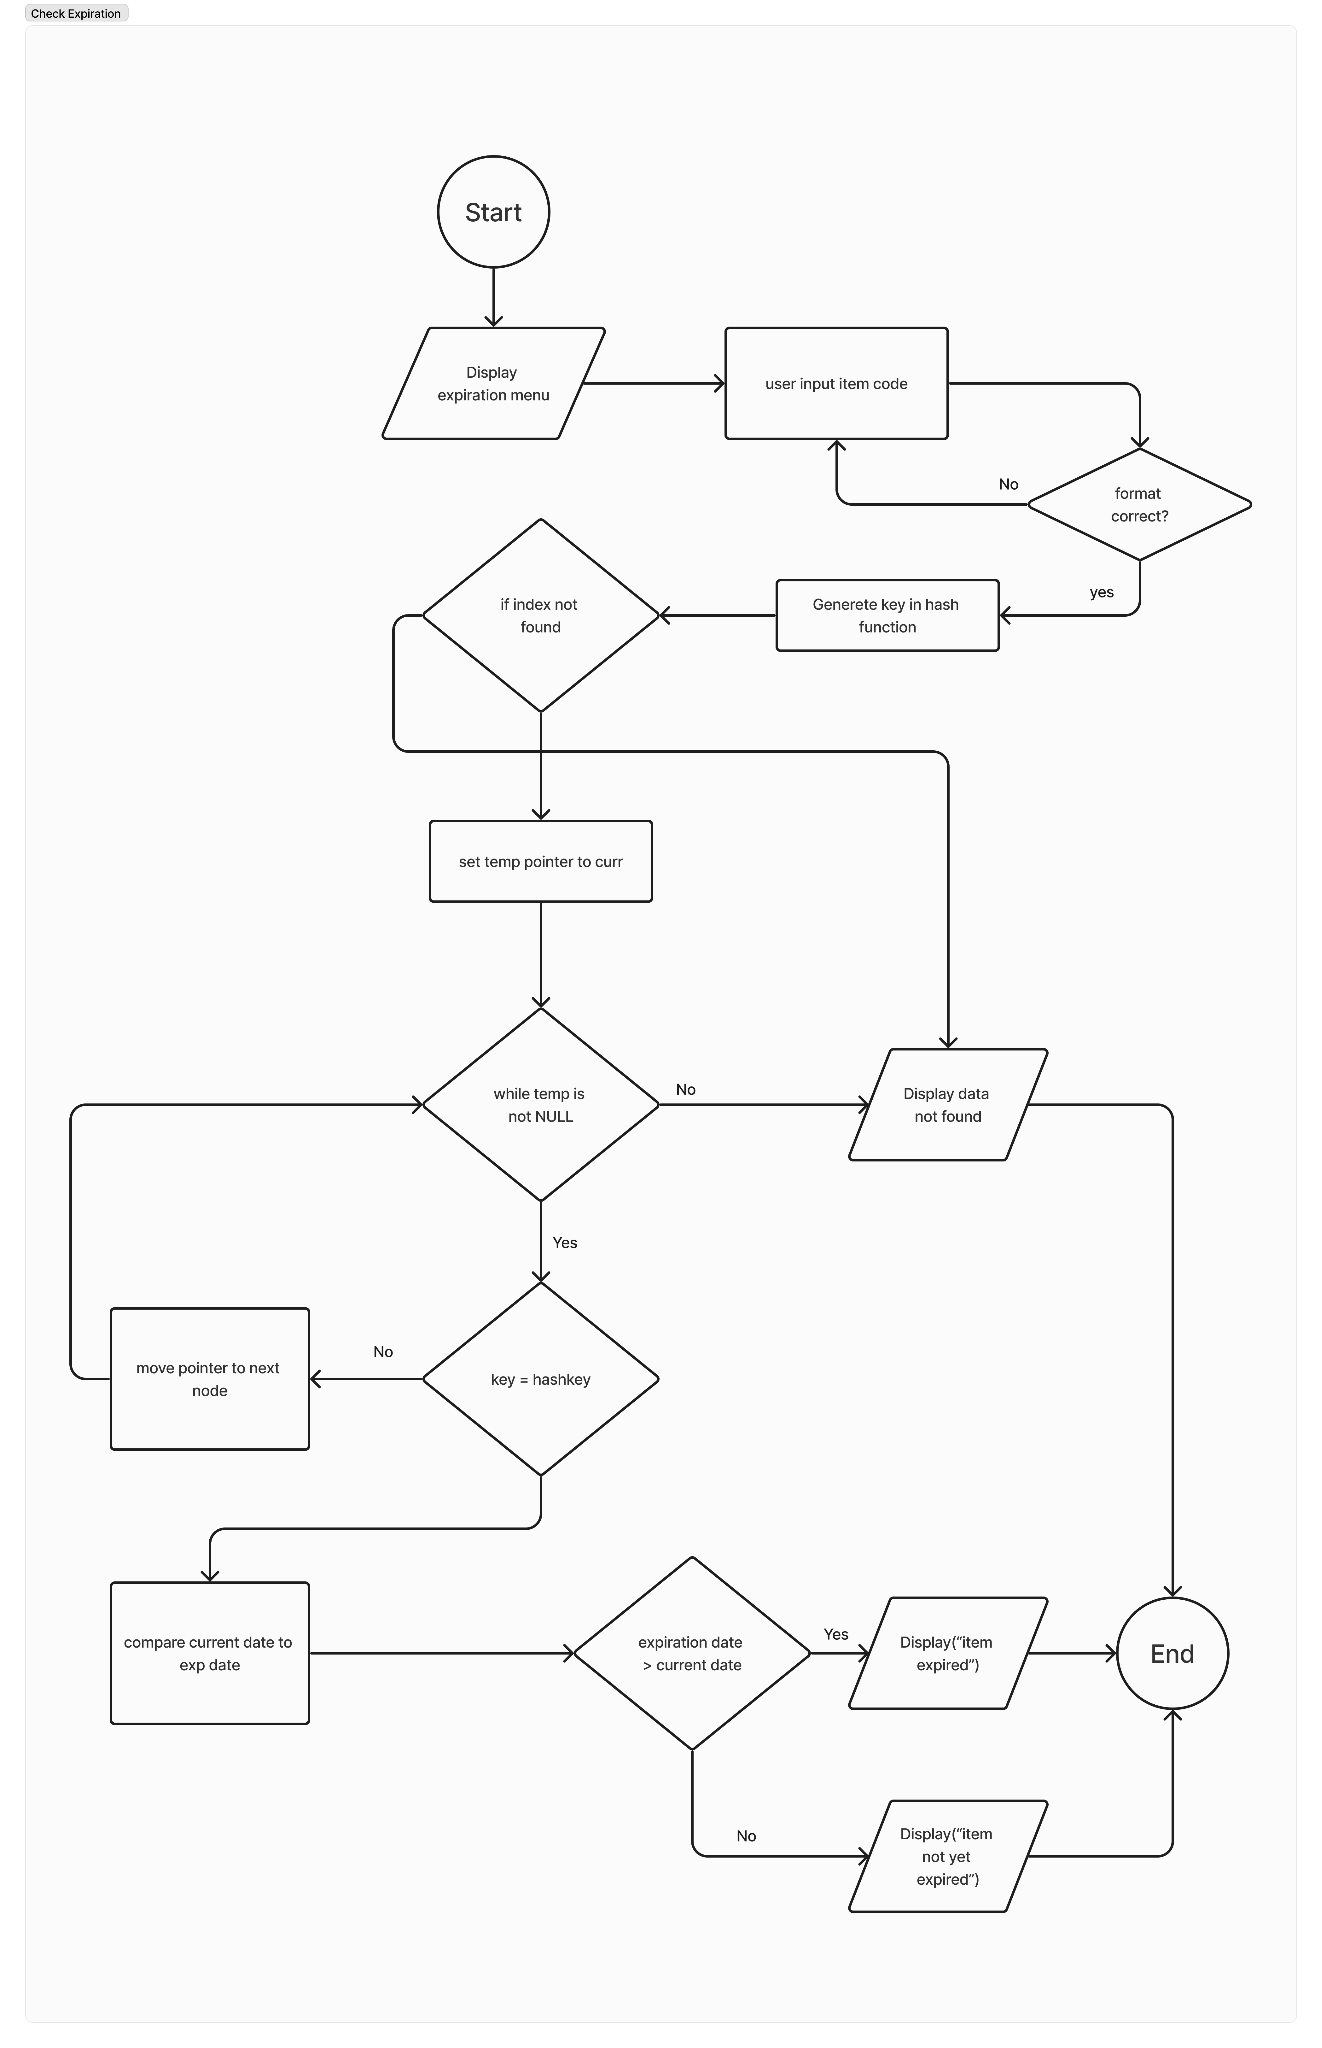 Check Expiration
Start
Display
expiration menu
user input item code
No
format
correct?
yes
Generete key in hash
function
if index not
found
set temp pointer to curr
while temp is
not NULL
No
Display data
not found
Yes
move pointer to next
node
No
key = hashkey
compare current date to
exp date
expiration date
> current date
Yes
Display(“item
expired”)
End
No
Display(“item
not yet
expired”)